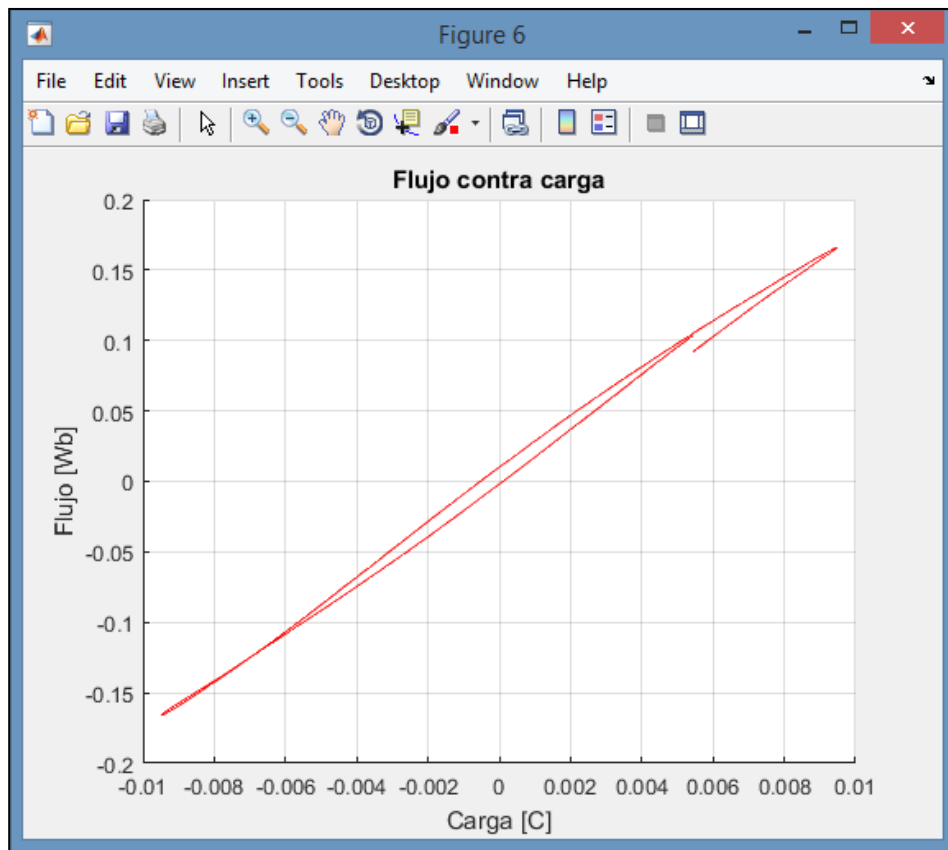 Figure 6
File Edit View Insert Tools Desktop Window Help
Flujo contra carga
0.2
0.15
0.1
0.05
0
-0.05
-0.1
-0.15
-0.2
Flujo [Wb]
-0.01 -0.008 -0.006 -0.004 -0.002 0 0.002 0.004 0.006 0.008 0.01
Carga [C]